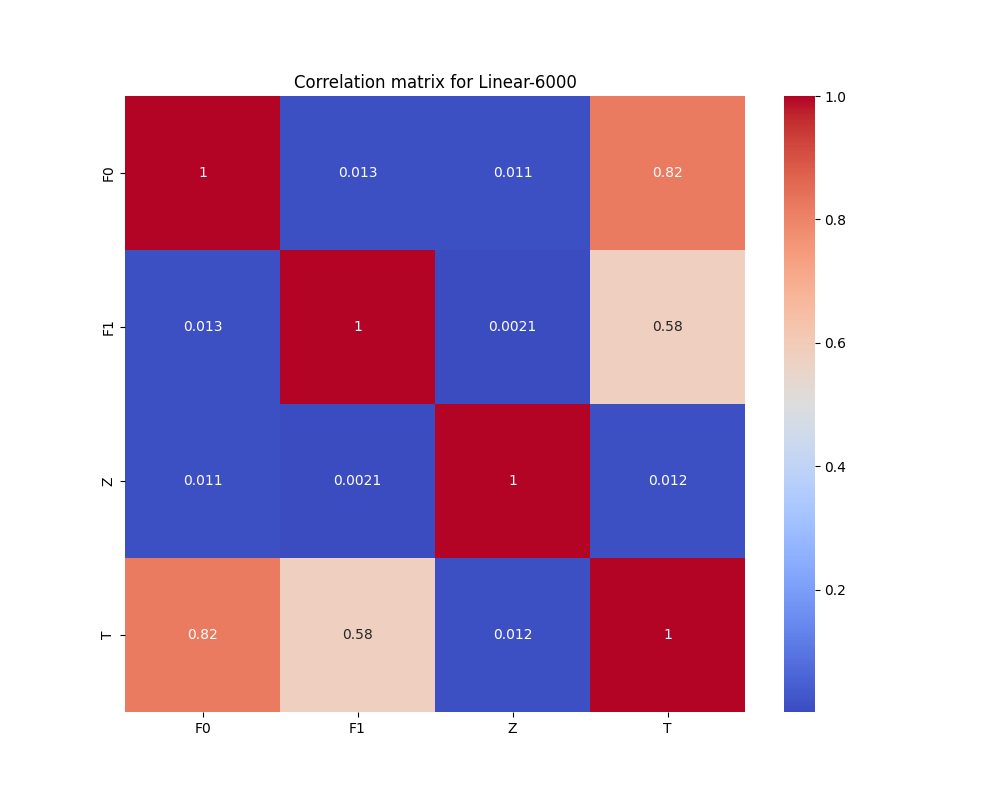 Correlation matrix for Linear-6000
F0 1 0.013 0.011 0.82
F1 0.013 1 0.0021 0.58
Z 0.011 0.0021 1 0.012
T 0.82 0.58 0.012 1
F0 F1 Z T
1.0
0.8
0.6
0.4
0.2